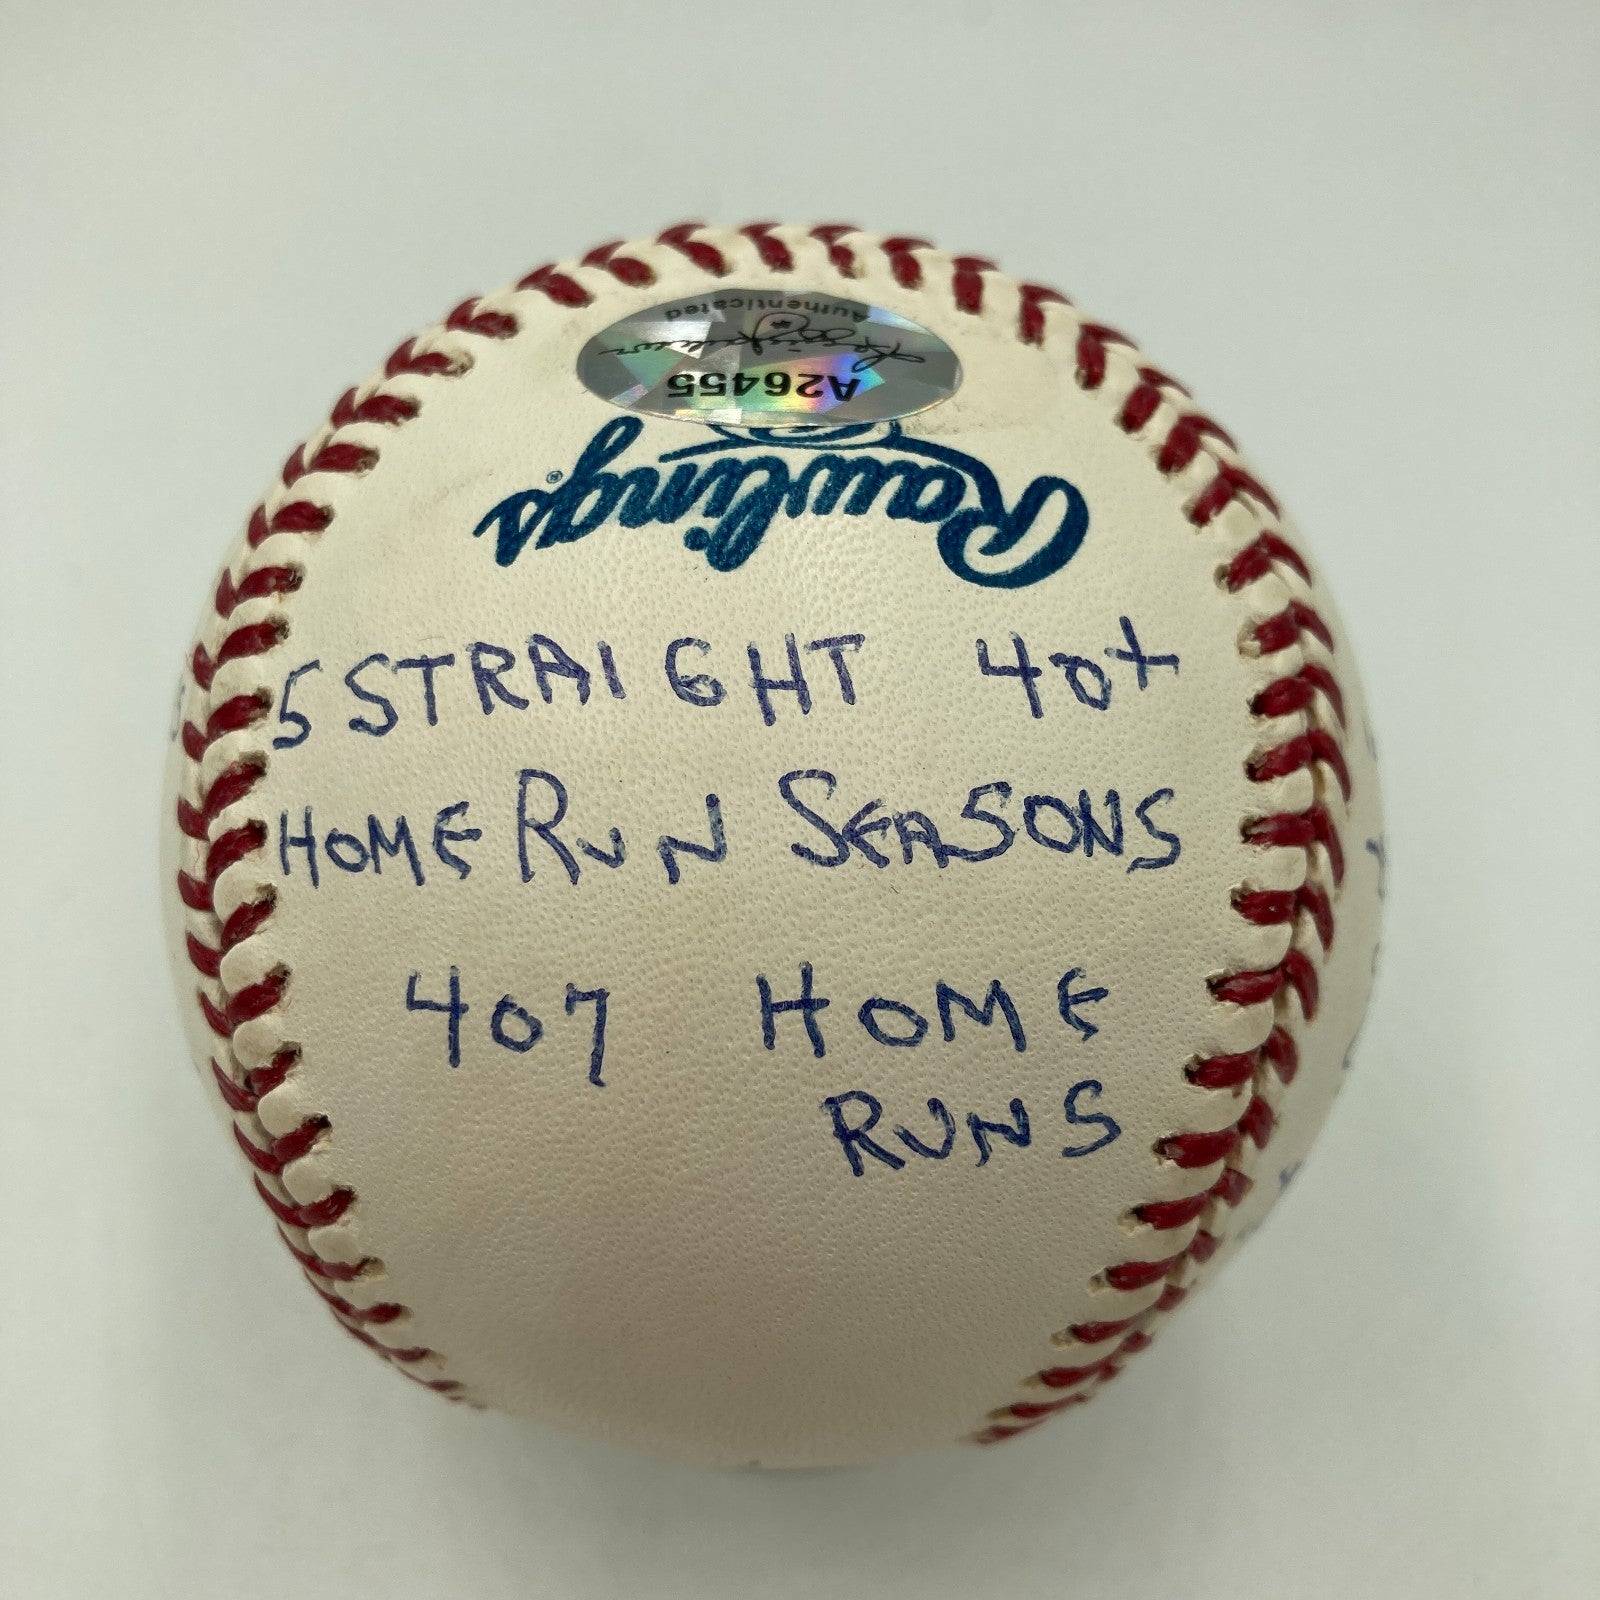 Authenticated
A26455
Rawlings®
5 STRAIGHT 40+
HOME RUN SEASONS
407 HOME
RUNS